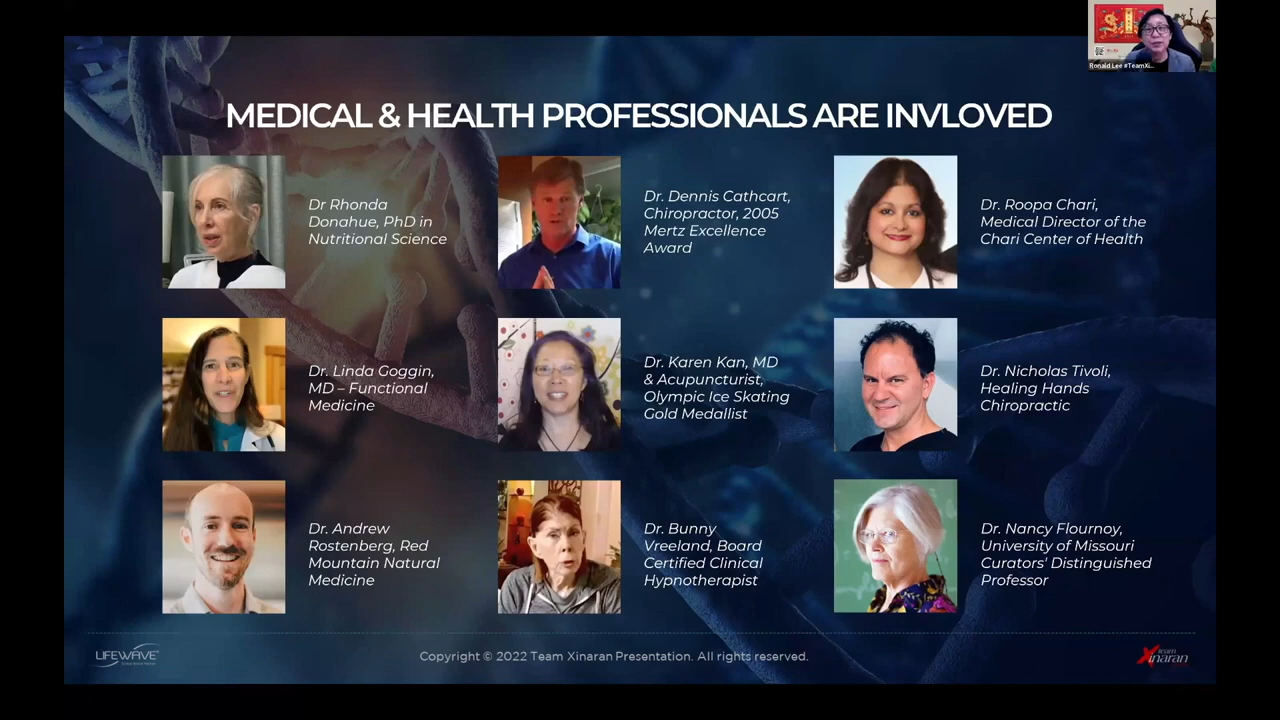 Ronald Lee #TeamXi...
MEDICAL & HEALTH PROFESSIONALS ARE INVLOVED
Dr Rhonda
Donahue, PhD in
Nutritional Science
Dr. Dennis Cathcart,
Chiropractor, 2005
Mertz Excellence
Award
Dr. Roopa Chari,
Medical Director of the
Chari Center of Health
Dr. Linda Goggin,
MD – Functional
Medicine
Dr. Karen Kan, MD
& Acupuncturist,
Olympic Ice Skating
Gold Medallist
Dr. Nicholas Tivoli,
Healing Hands
Chiropractic
Dr. Andrew
Rostenberg, Red
Mountain Natural
Medicine
Dr. Bunny
Vreeland, Board
Certified Clinical
Hypnotherapist
Dr. Nancy Flournoy,
University of Missouri
Curators' Distinguished
Professor
LIFEWAVE
Copyright © 2022 Team Xinaran Presentation. All rights reserved.
team
Xinaran